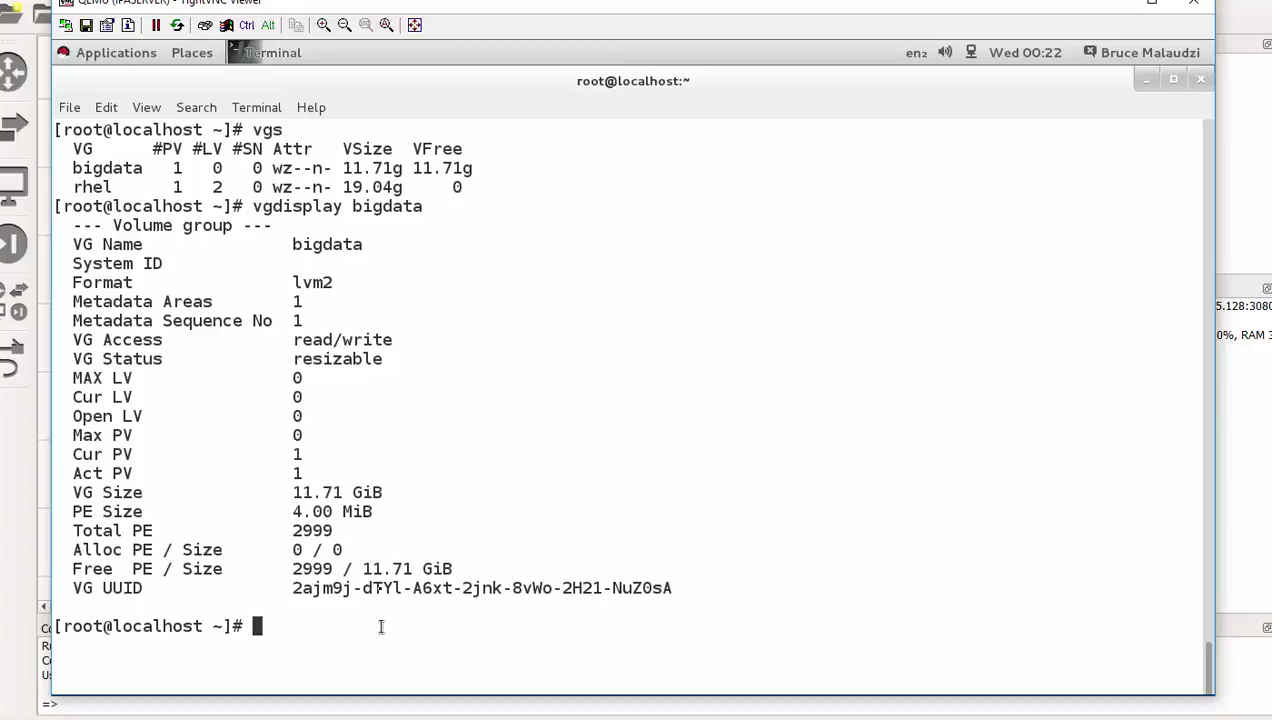 QEMU (IPASERVER) - TightVNC Viewer
Ctrl Alt
Applications Places Terminal en2 Wed 00:22 Bruce Malaudzi
root@localhost:~
File Edit View Search Terminal Help
[root@localhost ~]# vgs
VG #PV #LV #SN Attr VSize VFree
bigdata 1 0 0 wz--n- 11.71g 11.71g
rhel 1 2 0 wz--n- 19.04g 0
[root@localhost ~]# vgdisplay bigdata
--- Volume group ---
VG Name bigdata
System ID
Format lvm2
Metadata Areas 1
Metadata Sequence No 1
VG Access read/write
VG Status resizable
MAX LV 0
Cur LV 0
Open LV 0
Max PV 0
Cur PV 1
Act PV 1
VG Size 11.71 GiB
PE Size 4.00 MiB
Total PE 2999
Alloc PE / Size 0 / 0
Free PE / Size 2999 / 11.71 GiB
VG UUID 2ajm9j-dTYl-A6xt-2jnk-8vWo-2H21-NuZ0sA
[root@localhost ~]#
5.128:3080
0%, RAM 3
=>